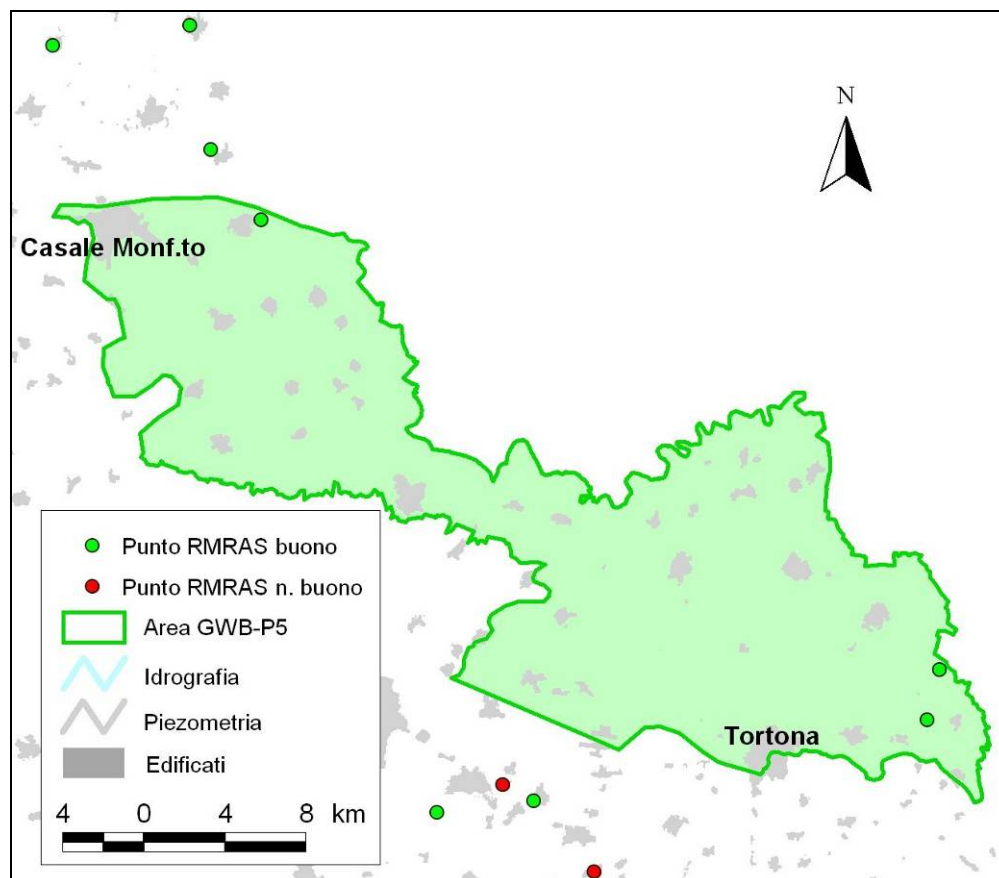 N
Casale Monf.to
Tortona
Punto RMRAS buono
Punto RMRAS n. buono
Area GWB-P5
Idrografia
Piezometria
Edificati
4 0 4 8 km